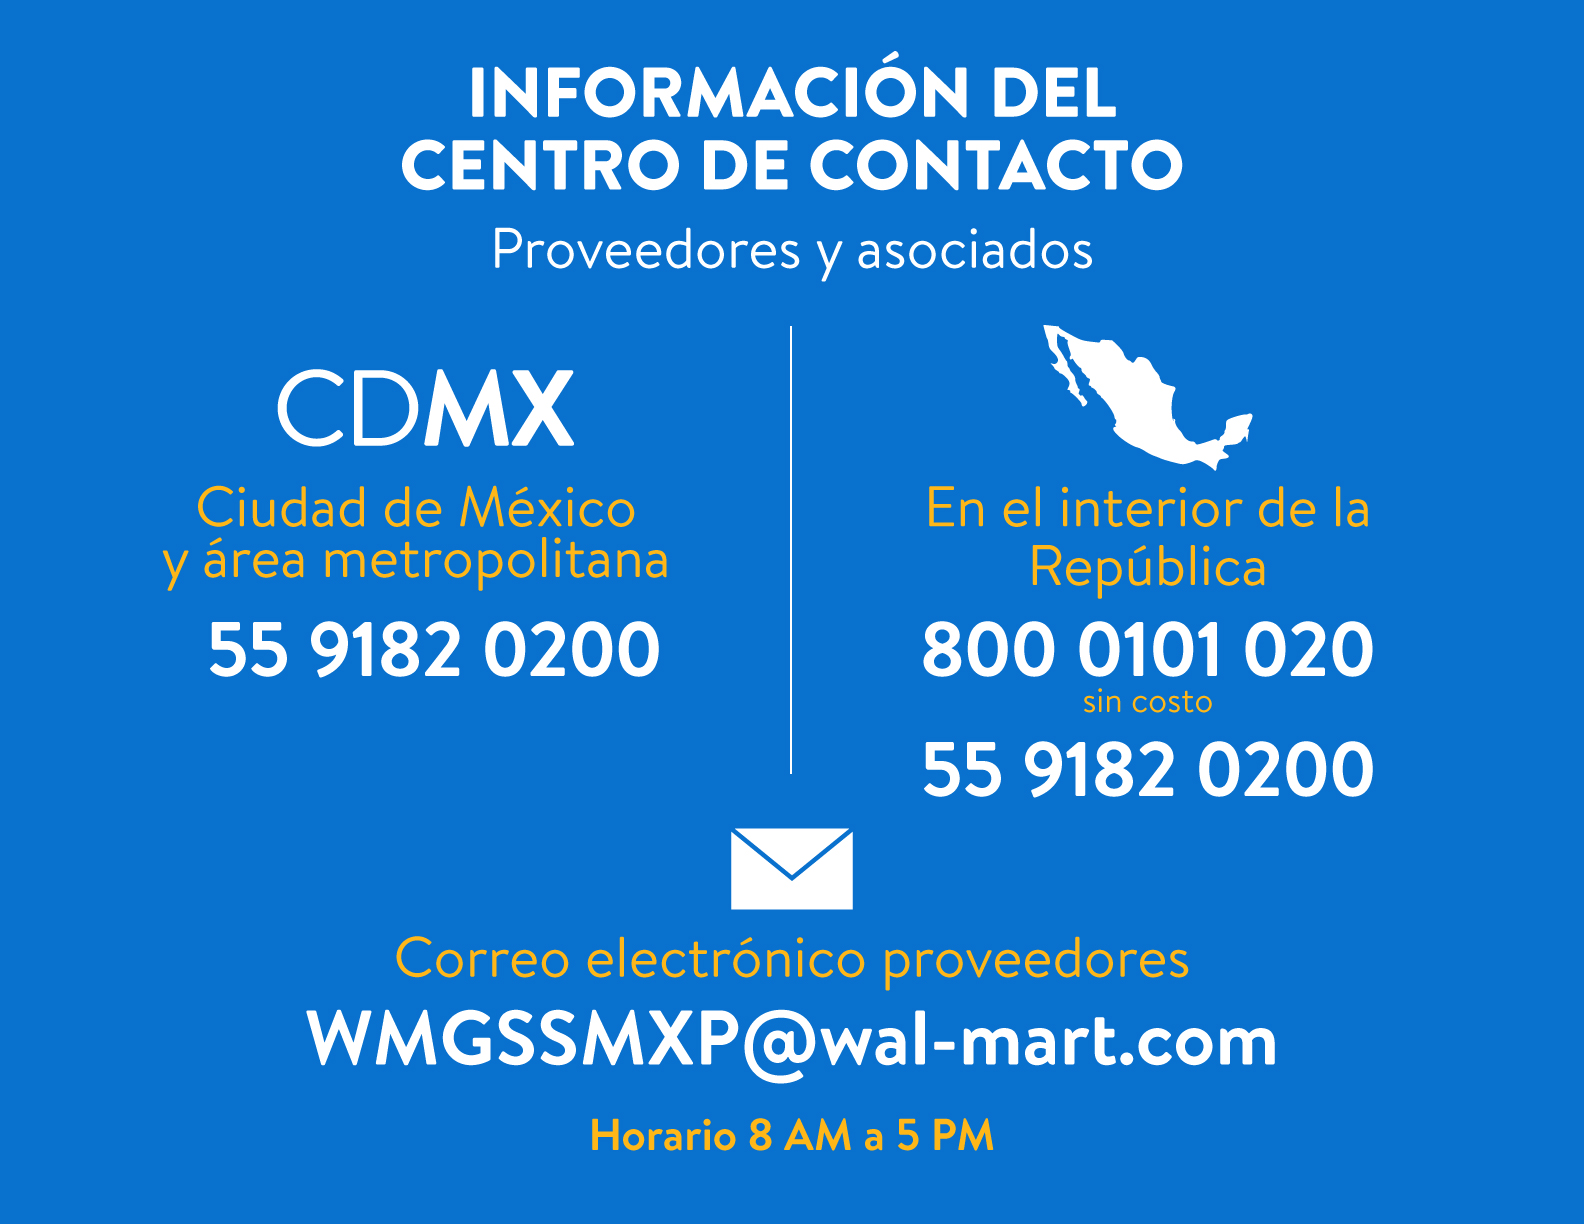 INFORMACIÓN DEL
CENTRO DE CONTACTO
Proveedores y asociados
CDMX
Ciudad de México
y área metropolitana
55 9182 0200
En el interior de la
República
800 0101 020
sin costo
55 9182 0200
Correo electrónico proveedores
WMGSSMXP@wal-mart.com
Horario 8 AM a 5 PM